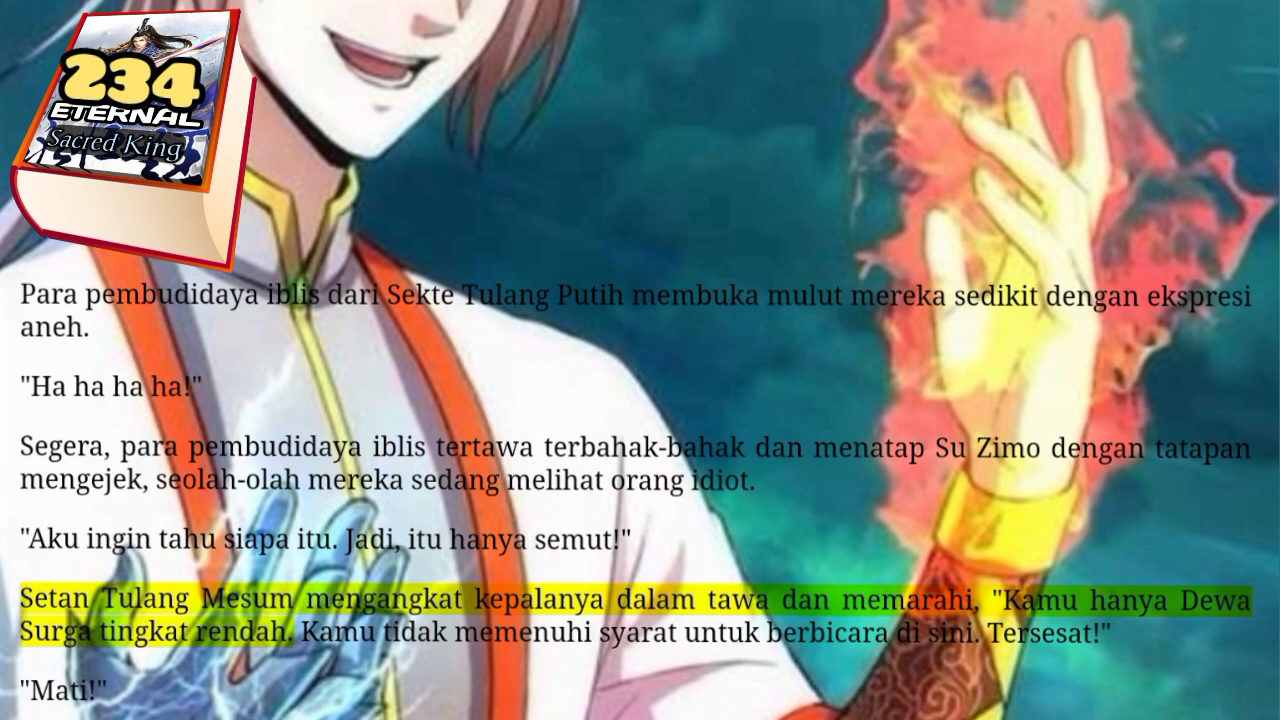 234
ETERNAL
Sacred King
Para pembudidaya iblis dari Sekte Tulang Putih membuka mulut mereka sedikit dengan ekspresi
aneh.
"Ha ha ha ha!"
Segera, para pembudidaya iblis tertawa terbahak-bahak dan menatap Su Zimo dengan tatapan
mengejek, seolah-olah mereka sedang melihat orang idiot.
"Aku ingin tahu siapa itu. Jadi, itu hanya semut!"
Setan Tulang Mesum mengangkat kepalanya dalam tawa dan memarahi, "Kamu hanya Dewa
Surga tingkat rendah. Kamu tidak memenuhi syarat untuk berbicara di sini. Tersesat!"
"Mati!"